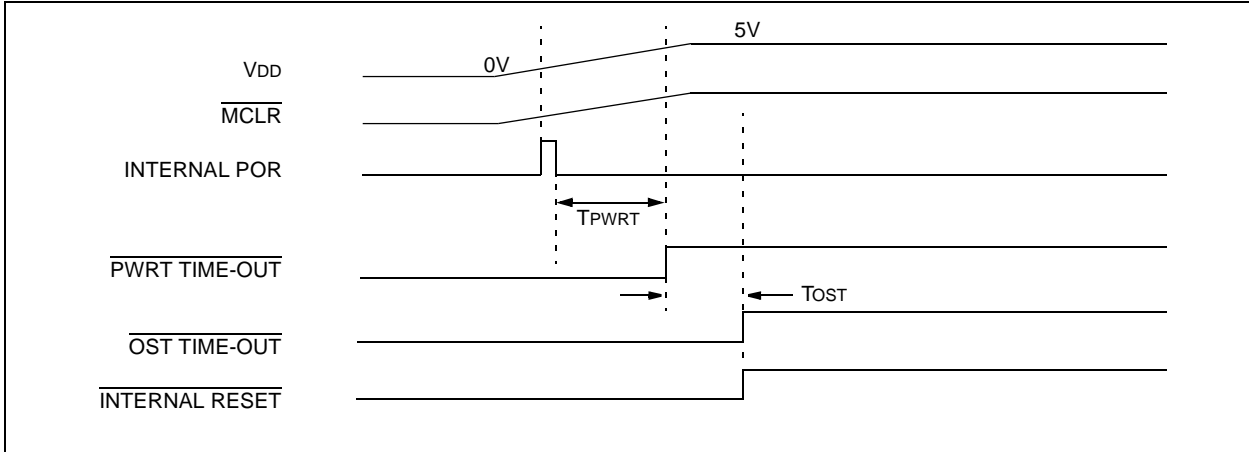 5V
0V
VDD
MCLR
INTERNAL POR
TPWRT
PWRT TIME-OUT
TOST
OST TIME-OUT
INTERNAL RESET